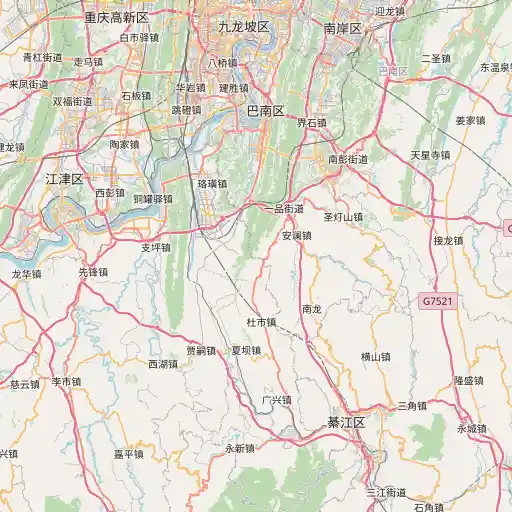 迎龙镇
重庆高新区
九龙坡区
南岸区
白市驿镇
青杠街道
走马镇
八桥镇
二圣镇
巴南区
东温泉镇
来凤街道
石板镇
华岩镇
建胜镇
双福街道
跳磴镇
巴南区
界石镇
姜家镇
陶家镇
天星寺镇
南彭街道
江津区
西彭镇
珞璜镇
铜罐驿镇
一品街道
圣灯山镇
安澜镇
接龙镇
支坪镇
龙华镇
先锋镇
G7521
南龙
杜市镇
贾嗣镇
夏坝镇
横山镇
西湖镇
慈云镇
李市镇
隆盛镇
广兴镇
三角镇
綦江区
永城镇
永新镇
嘉平镇
三江街道
石角镇